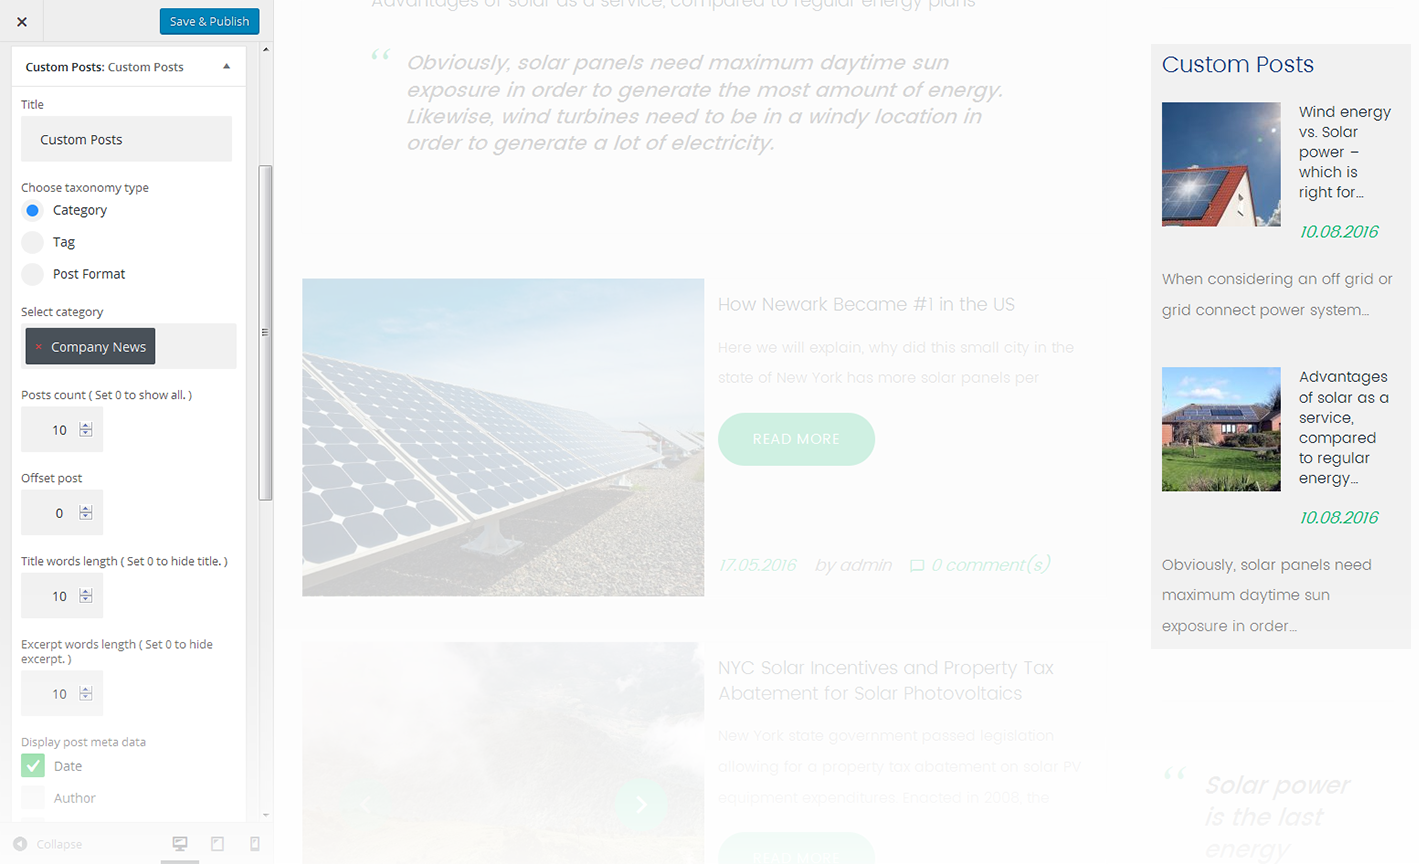 Save & Publish
Custom Posts: Custom Posts
Title
Custom Posts
Choose taxonomy type
Category
Tag
Post Format
Select category
× Company News
Posts count ( Set 0 to show all. )
10
Offset post
0
Title words length ( Set 0 to hide title. )
10
Excerpt words length ( Set 0 to hide
excerpt. )
10
Display post meta data
Date
Author
Collapse
Advantages of solar as a service, compared to regular energy plans
“ Obviously, solar panels need maximum daytime sun
exposure in order to generate the most amount of energy.
Likewise, wind turbines need to be in a windy location in
order to generate a lot of electricity.
How Newark Became #1 in the US
Here we will explain, why did this small city in the
state of New York has more solar panels per
READ MORE
17.05.2016 by admin 0 comment(s)
NYC Solar Incentives and Property Tax
Abatement for Solar Photovoltaics
New York state government passed legislation
allowing for a property tax abatement on solar PV
equipment expenditures. Enacted in 2008, the
READ MORE
Custom Posts
Wind energy
vs. Solar
power –
which is
right for...
10.08.2016
When considering an off grid or
grid connect power system...
Advantages
of solar as a
service,
compared
to regular
energy...
10.08.2016
Obviously, solar panels need
maximum daytime sun
exposure in order...
“ Solar power
is the last
energy